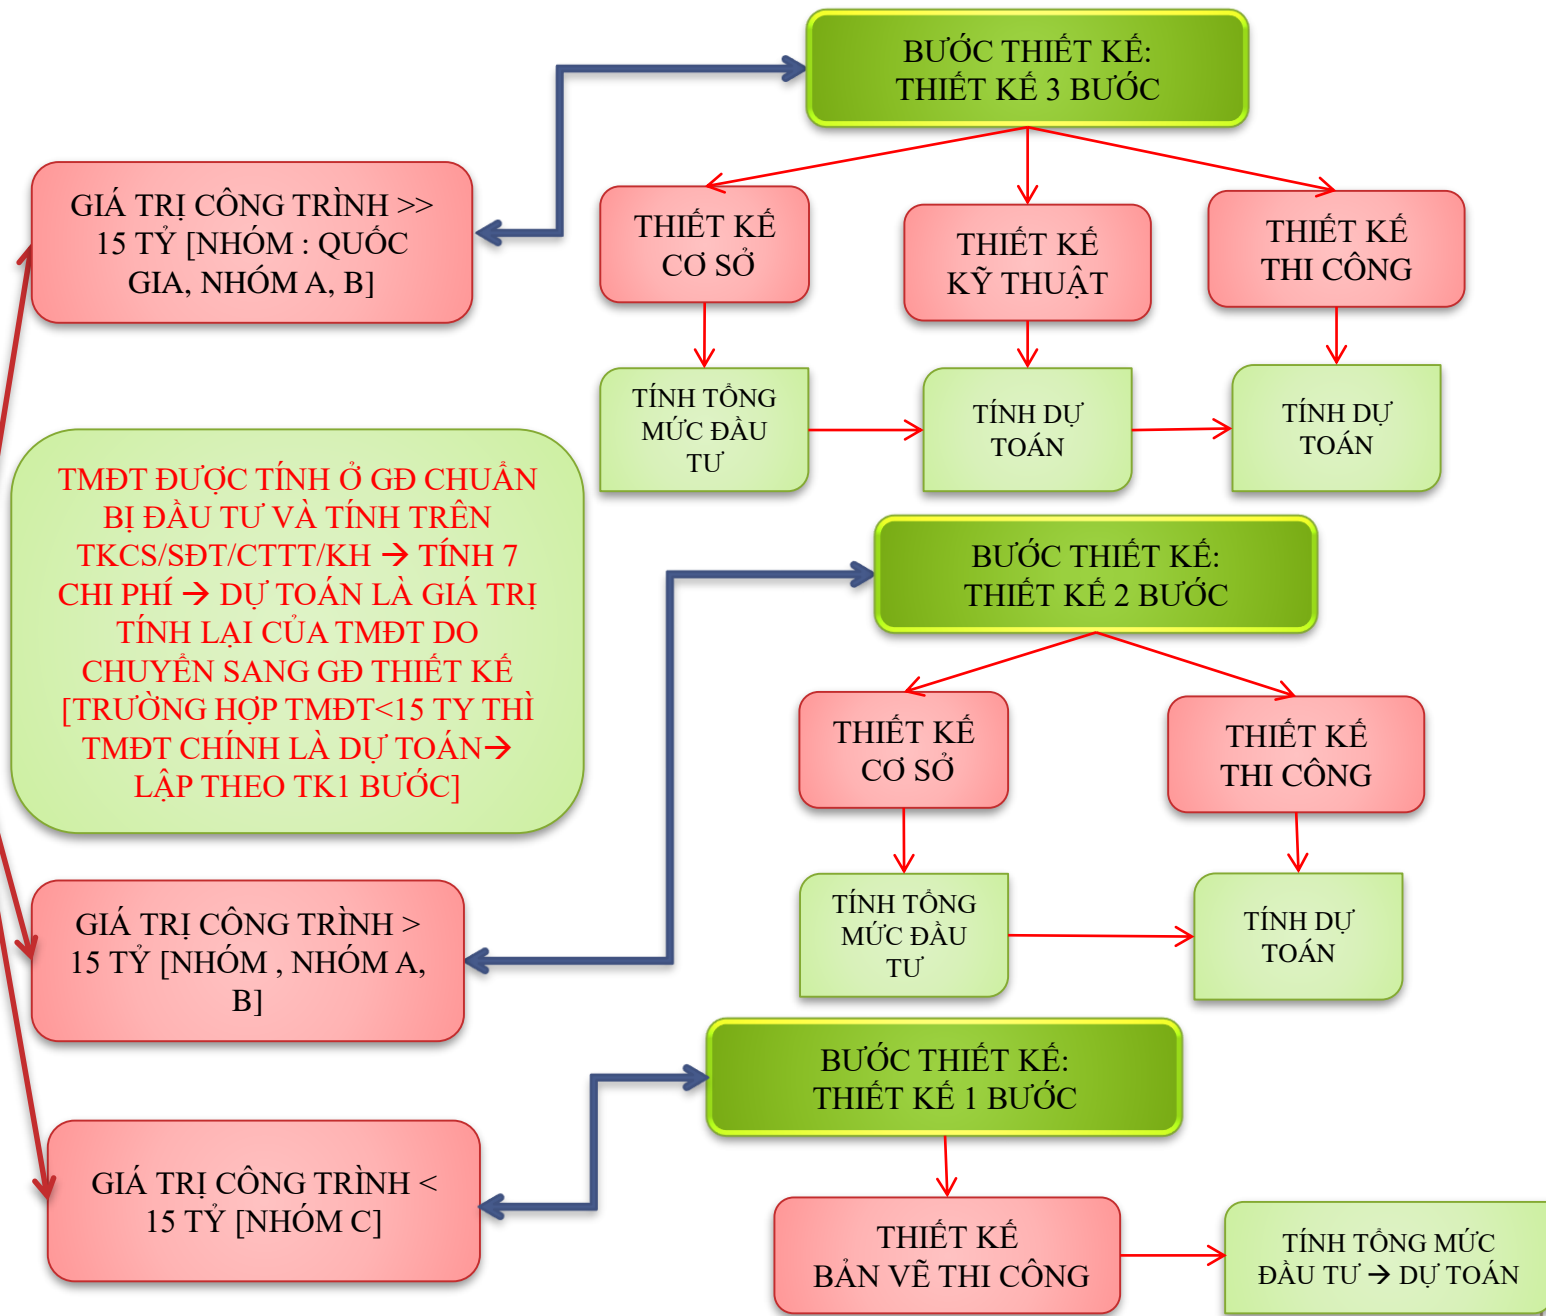 BƯỚC THIẾT KẾ:
THIẾT KẾ 3 BƯỚC
GIÁ TRỊ CÔNG TRÌNH >>
15 TỶ [NHÓM : QUỐC
GIA, NHÓM A, B]
THIẾT KẾ
CƠ SỞ
THIẾT KẾ
KỸ THUẬT
THIẾT KẾ
THI CÔNG
TÍNH TỔNG
MỨC ĐẦU
TƯ
TÍNH DỰ
TOÁN
TÍNH DỰ
TOÁN
TMĐT ĐƯỢC TÍNH Ở GĐ CHUẨN
BỊ ĐẦU TƯ VÀ TÍNH TRÊN
TKCS/SĐT/CTTT/KH → TÍNH 7
CHI PHÍ → DỰ TOÁN LÀ GIÁ TRỊ
TÍNH LẠI CỦA TMĐT DO
CHUYỂN SANG GĐ THIẾT KẾ
[TRƯỜNG HỢP TMĐT<15 TY THÌ
TMĐT CHÍNH LÀ DỰ TOÁN→
LẬP THEO TK1 BƯỚC]
BƯỚC THIẾT KẾ:
THIẾT KẾ 2 BƯỚC
THIẾT KẾ
CƠ SỞ
THIẾT KẾ
THI CÔNG
GIÁ TRỊ CÔNG TRÌNH >
15 TỶ [NHÓM , NHÓM A,
B]
TÍNH TỔNG
MỨC ĐẦU
TƯ
TÍNH DỰ
TOÁN
BƯỚC THIẾT KẾ:
THIẾT KẾ 1 BƯỚC
GIÁ TRỊ CÔNG TRÌNH <
15 TỶ [NHÓM C]
THIẾT KẾ
BẢN VẼ THI CÔNG
TÍNH TỔNG MỨC
ĐẦU TƯ → DỰ TOÁN